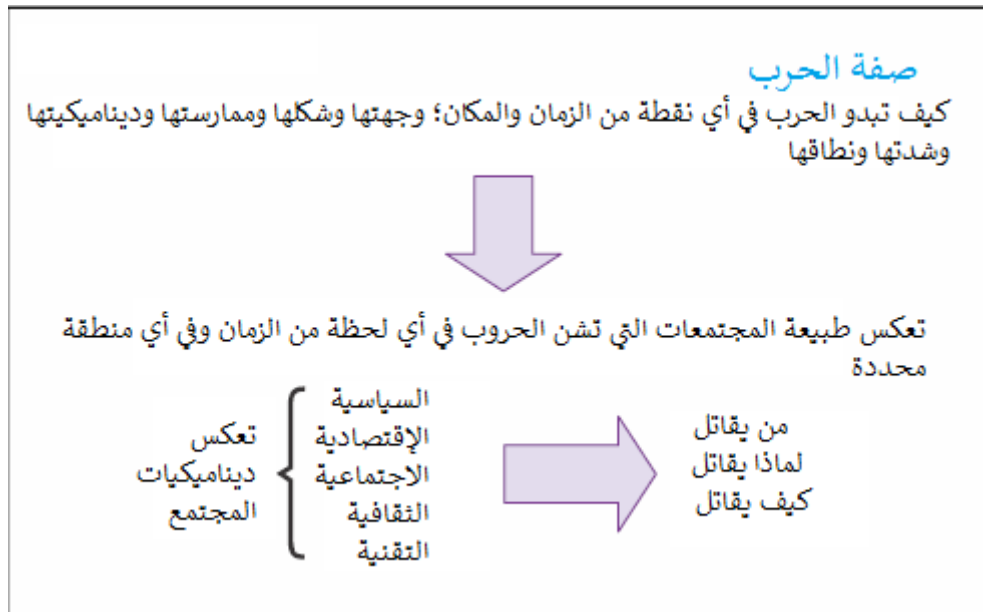 صفة الحرب
كيف تبدو الحرب في أي نقطة من الزمان والمكان؛ وجهتها وشكلها وممارستها وديناميكيتها
وشدتها ونطاقها
تعكس طبيعة المجتمعات التي تشن الحروب في أي لحظة من الزمان وفي أي منطقة
محددة
من يقاتل
لماذا يقاتل
كيف يقاتل
السياسية
الإقتصادية
الاجتماعية
الثقافية
التقنية
تعكس
ديناميكيات
المجتمع